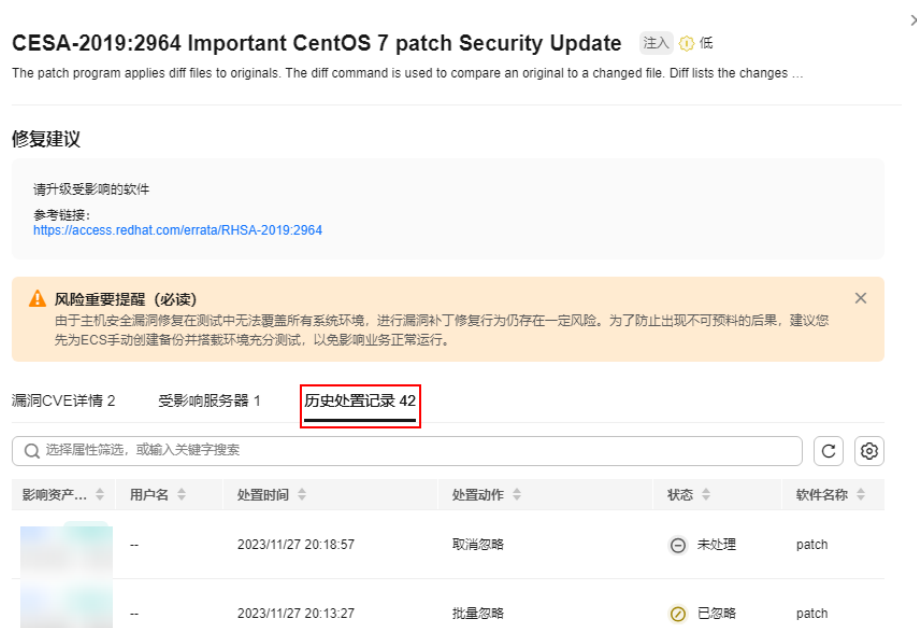 CESA-2019:2964 Important CentOS 7 patch Security Update 注入 低
The patch program applies diff files to originals. The diff command is used to compare an original to a changed file. Diff lists the changes ...
修复建议
请升级受影响的软件
参考链接：
https://access.redhat.com/errata/RHSA-2019:2964
风险重要提醒（必读）
由于主机安全漏洞修复在测试中无法覆盖所有系统环境，进行漏洞补丁修复行为仍存在一定风险。为了防止出现不可预料的后果，建议您
先为ECS手动创建备份并搭载环境充分测试，以免影响业务正常运行。
漏洞CVE详情 2 受影响服务器 1 历史处置记录 42
选择属性筛选，或输入关键字搜索
影响资产... 用户名 处置时间 处置动作 状态 软件名称
-- 2023/11/27 20:18:57 取消忽略 未处理 patch
-- 2023/11/27 20:13:27 批量忽略 已忽略 patch